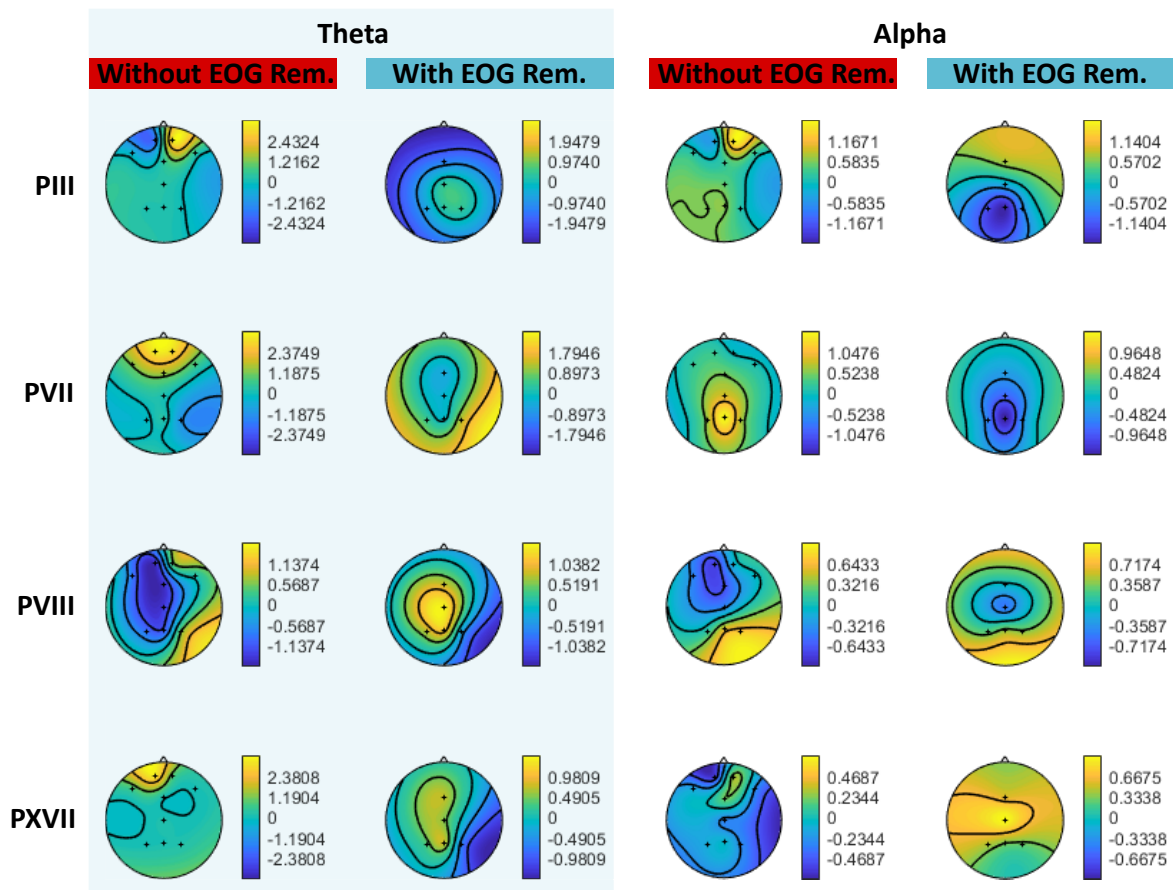 Theta Alpha
Without EOG Rem. With EOG Rem. Without EOG Rem. With EOG Rem.
PIII
2.4324 1.9479 1.1671 1.1404
1.2162 0.9740 0.5835 0.5702
0 0 0 0
-1.2162 -0.9740 -0.5835 -0.5702
-2.4324 -1.9479 -1.1671 -1.1404
PVII
2.3749 1.7946 1.0476 0.9648
1.1875 0.8973 0.5238 0.4824
0 0 0 0
-1.1875 -0.8973 -0.5238 -0.4824
-2.3749 -1.7946 -1.0476 -0.9648
PVIII
1.1374 1.0382 0.6433 0.7174
0.5687 0.5191 0.3216 0.3587
0 0 0 0
-0.5687 -0.5191 -0.3216 -0.3587
-1.1374 -1.0382 -0.6433 -0.7174
PXVII
2.3808 0.9809 0.4687 0.6675
1.1904 0.4905 0.2344 0.3338
0 0 0 0
-1.1904 -0.4905 -0.2344 -0.3338
-2.3808 -0.9809 -0.4687 -0.6675